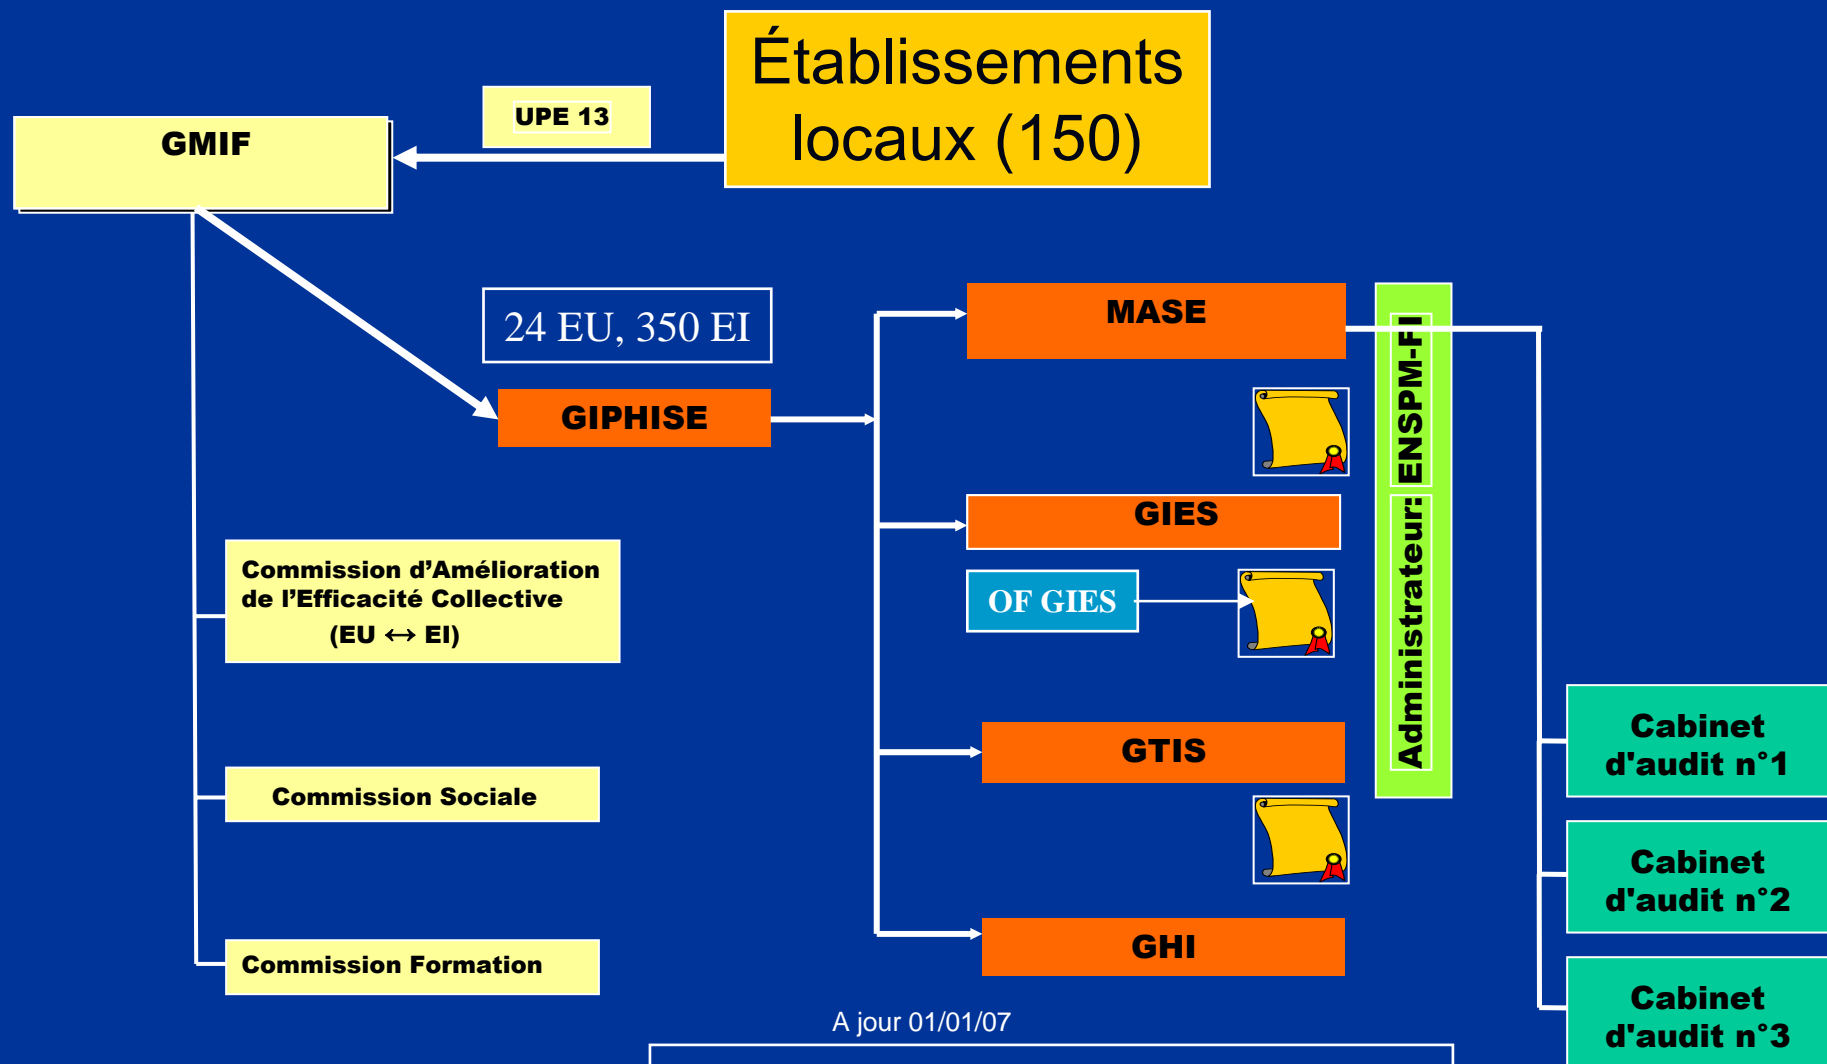 Établissements
locaux (150)
UPE 13
GMIF
24 EU, 350 EI
MASE
GIPHISE
Administrateur: ENSPM-FI
GIES
OF GIES
Commission d’Amélioration
de l’Efficacité Collective
(EU ↔ EI)
GTIS
Cabinet
d'audit n°1
Commission Sociale
Cabinet
d'audit n°2
GHI
Commission Formation
Cabinet
d'audit n°3
A jour 01/01/07